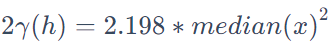 2γ(h) = 2.198 * median(x)²